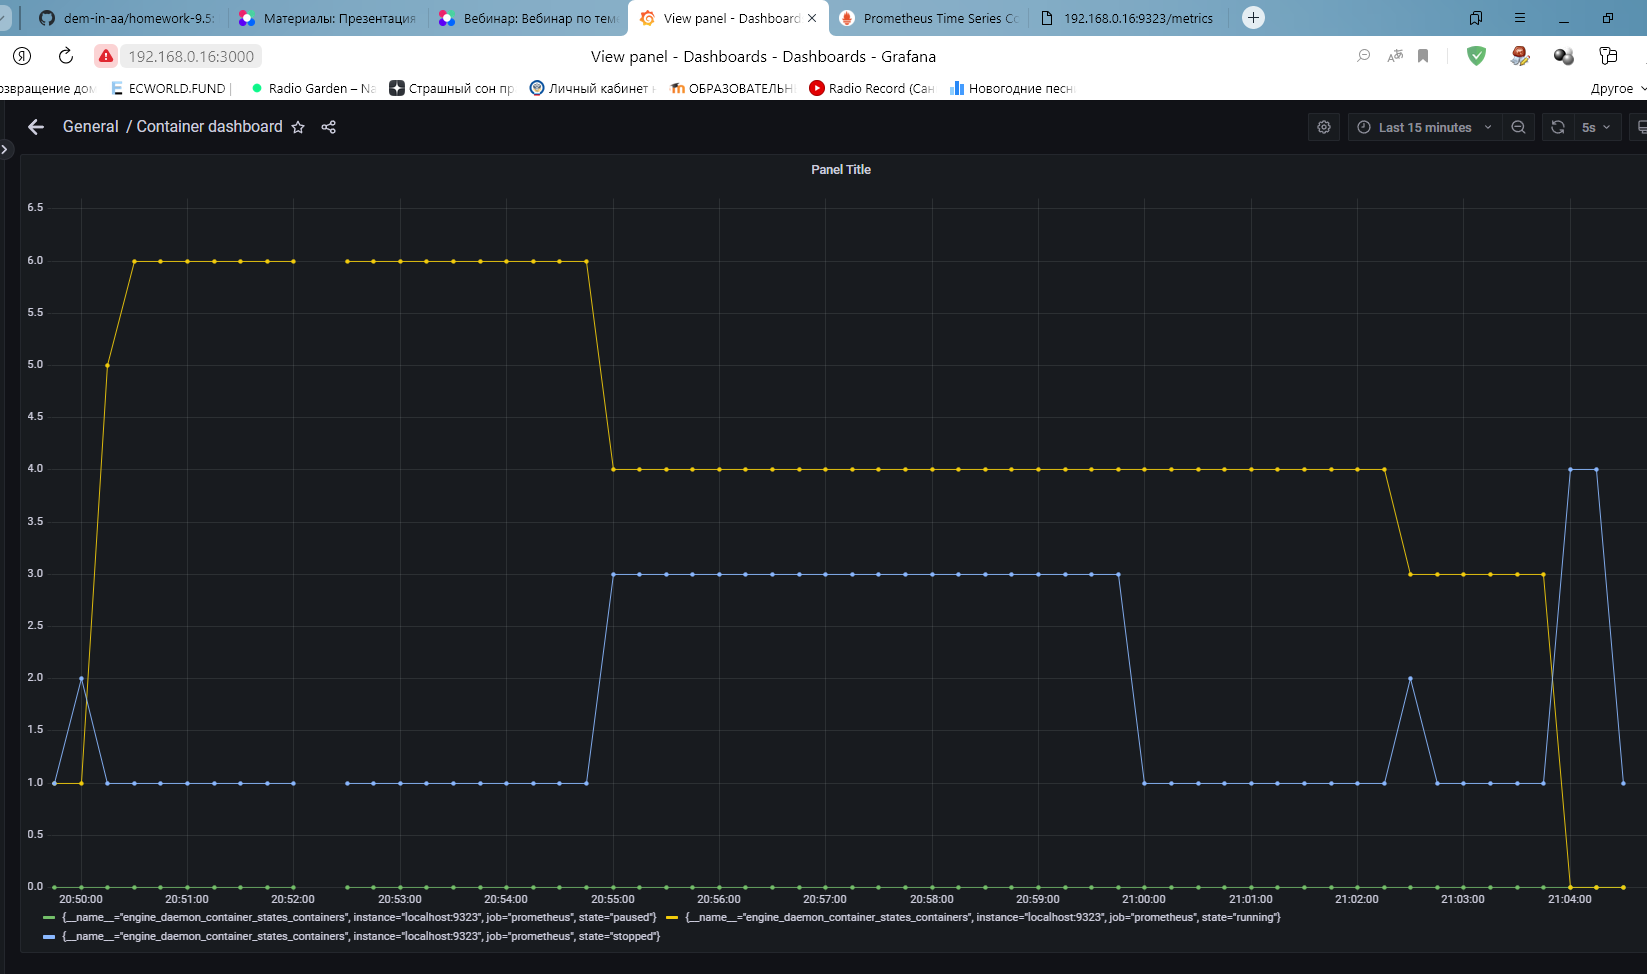 dem-in-aa/homework-9.5: Материалы: Презентация Вебинар: Вебинар по тем View panel - Dashboard Prometheus Time Series Co 192.168.0.16:9323/metrics
192.168.0.16:3000 View panel - Dashboards - Dashboards - Grafana
озвращение дом ECWORLD.FUND | Radio Garden – Na Страшный сон пр Личный кабинет ОБРАЗОВАТЕЛЬН Radio Record (Сан Новогодние песн Другое
General / Container dashboard Last 15 minutes 5s
Panel Title
6.5
6.0
5.5
5.0
4.5
4.0
3.5
3.0
2.5
2.0
1.5
1.0
0.5
0.0
20:50:00 20:51:00 20:52:00 20:53:00 20:54:00 20:55:00 20:56:00 20:57:00 20:58:00 20:59:00 21:00:00 21:01:00 21:02:00 21:03:00 21:04:00
{__name__="engine_daemon_container_states_containers", instance="localhost:9323", job="prometheus", state="paused"} {__name__="engine_daemon_container_states_containers", instance="localhost:9323", job="prometheus", state="running"}
{__name__="engine_daemon_container_states_containers", instance="localhost:9323", job="prometheus", state="stopped"}